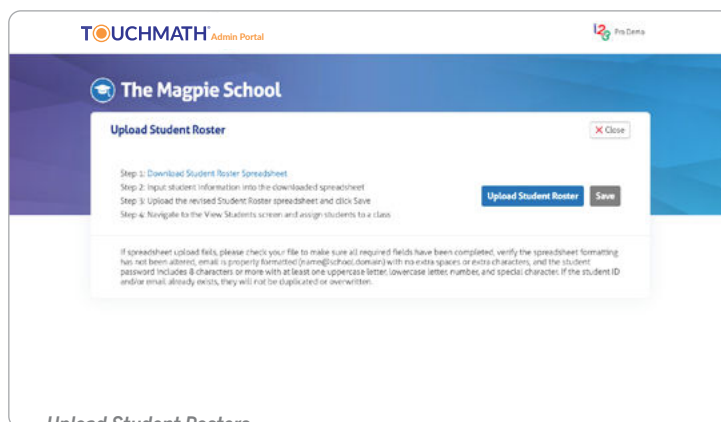 TOUCHMATH Admin Portal
123 Pro Demo
The Magpie School
Upload Student Roster
X Close
Step 1: Download Student Roster Spreadsheet
Step 2: Input student information into the downloaded spreadsheet
Step 3: Upload the revised Student Roster spreadsheet and click Save
Step 4: Navigate to the View Students screen and assign students to a class
Upload Student Roster Save
If spreadsheet upload fails, please check your file to make sure all required fields have been completed, verify the spreadsheet formatting
has not been altered, email is properly formatted (name@school.domain) with no extra spaces or extra characters, and the student
password includes 8 characters or more with at least one uppercase letter, lowercase letter, number, and special character. If the student ID
and/or email already exists, they will not be duplicated or overwritten.
Upload Student Rosters